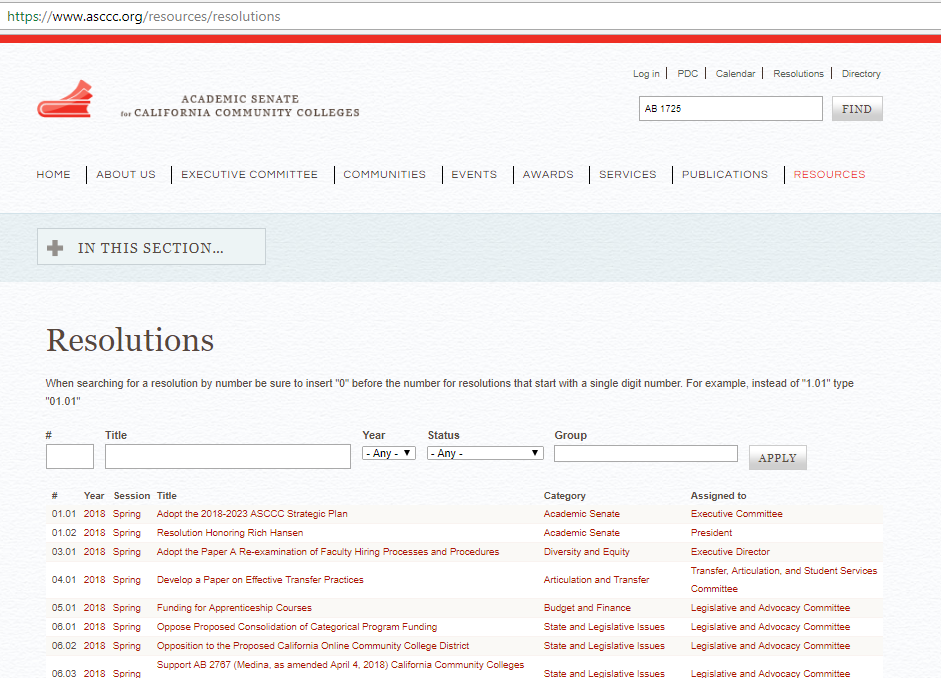 https://www.asccc.org/resources/resolutions
Log in PDC Calendar Resolutions Directory
ACADEMIC SENATE
for CALIFORNIA COMMUNITY COLLEGES
AB 1725 FIND
HOME ABOUT US EXECUTIVE COMMITTEE COMMUNITIES EVENTS AWARDS SERVICES PUBLICATIONS RESOURCES
IN THIS SECTION...
Resolutions
When searching for a resolution by number be sure to insert "0" before the number for resolutions that start with a single digit number. For example, instead of "1.01" type
"01.01"
# Title Year Status Group
- Any - - Any - APPLY
# Year Session Title Category Assigned to
01.01 2018 Spring Adopt the 2018-2023 ASCCC Strategic Plan Academic Senate Executive Committee
01.02 2018 Spring Resolution Honoring Rich Hansen Academic Senate President
03.01 2018 Spring Adopt the Paper A Re-examination of Faculty Hiring Processes and Procedures Diversity and Equity Executive Director
04.01 2018 Spring Develop a Paper on Effective Transfer Practices Articulation and Transfer Transfer, Articulation, and Student Services
Committee
05.01 2018 Spring Funding for Apprenticeship Courses Budget and Finance Legislative and Advocacy Committee
06.01 2018 Spring Oppose Proposed Consolidation of Categorical Program Funding State and Legislative Issues Legislative and Advocacy Committee
06.02 2018 Spring Opposition to the Proposed California Online Community College District State and Legislative Issues Legislative and Advocacy Committee
Support AB 2767 (Medina, as amended April 4, 2018) California Community Colleges
06.03 2018 Spring State and Legislative Issues Legislative and Advocacy Committee